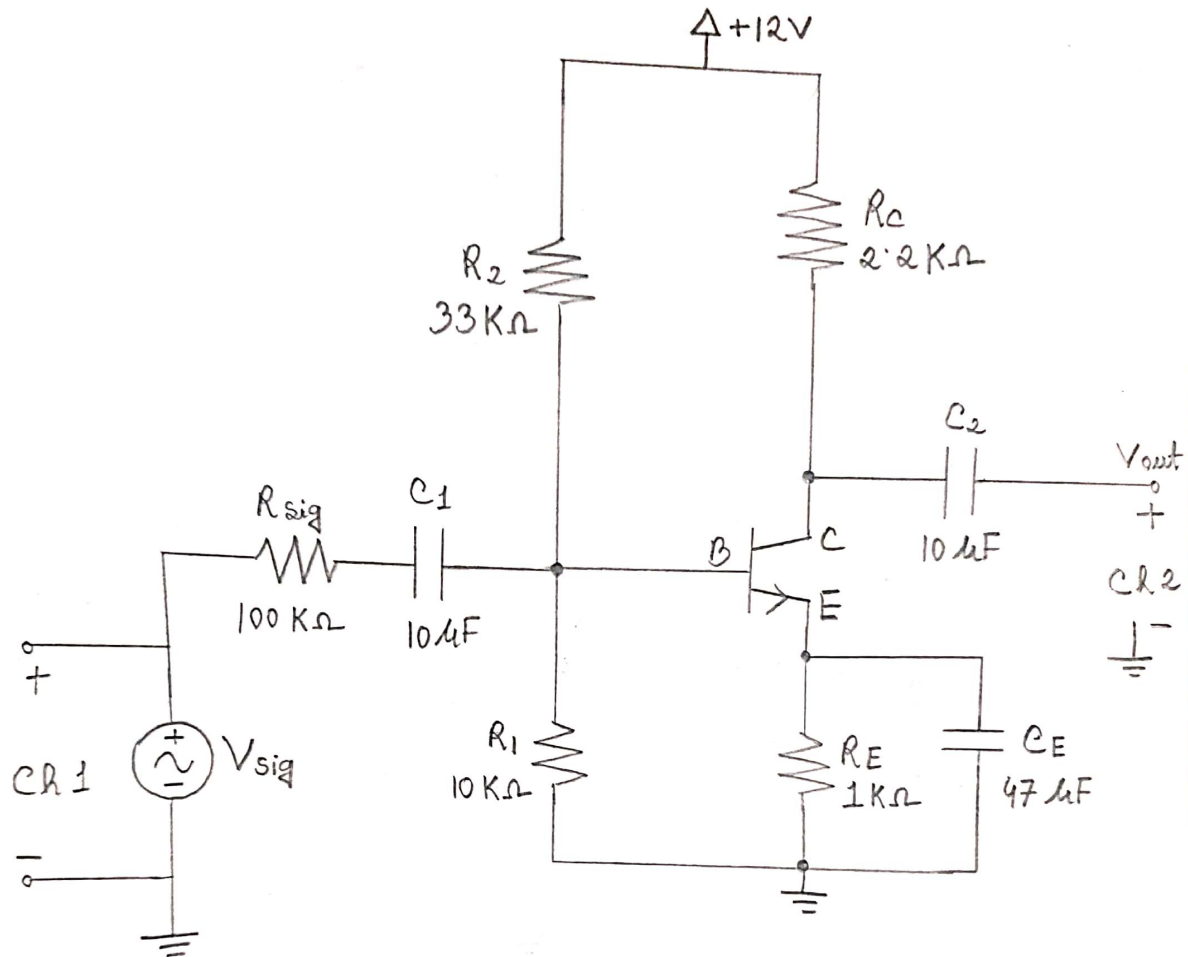 +12V
R2
33KΩ
RC
2.2KΩ
C2
10µF
Vout
+
Ch2
-
Rsig
100KΩ
C1
10µF
B
C
E
+
Ch1
-
+
-
Vsig
R1
10KΩ
RE
1KΩ
CE
47µF